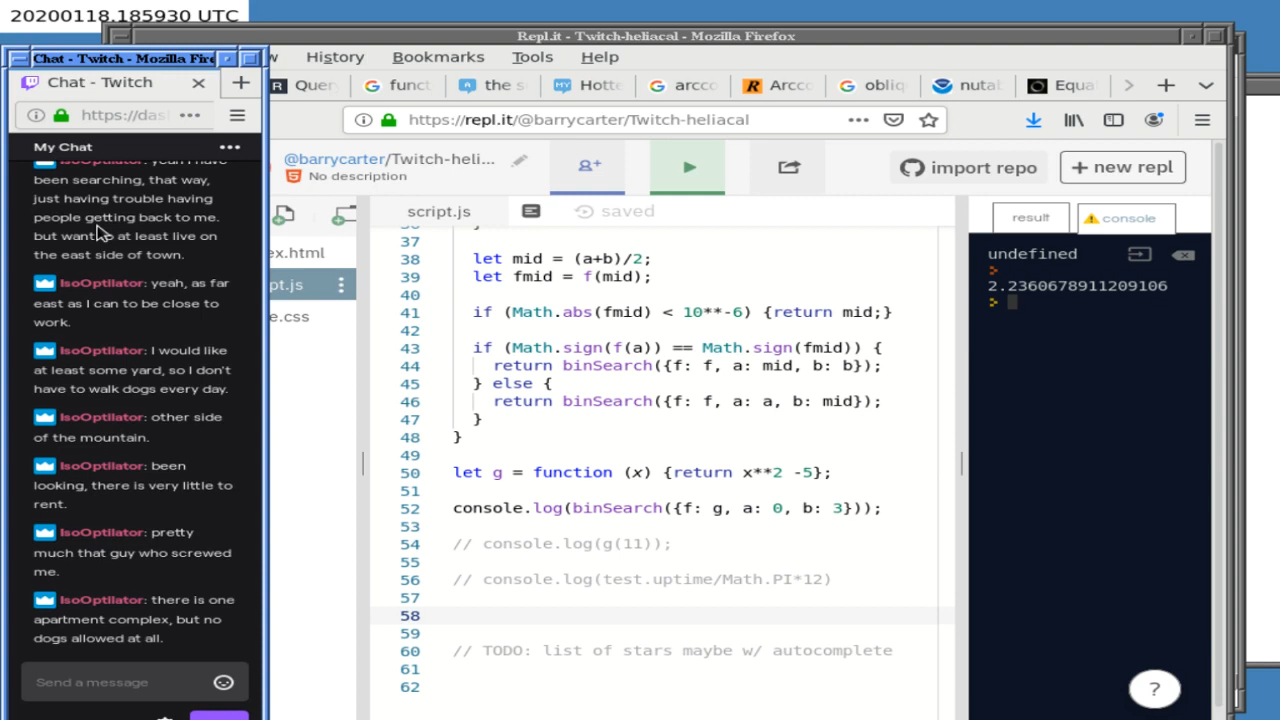 20200118.185930 UTC
Repl.it - Twitch-heliacal - Mozilla Firefox
Chat - Twitch - Mozilla Fire
History Bookmarks Tools Help
Chat - Twitch
Quer
funct
the s
Hotte
arcco
Arcco
obliq
nutat
Equa
https://das
https://repl.it/@barrycarter/Twitch-heliacal
My Chat
@barrycarter/Twitch-heli...
No description
import repo
+ new repl
IsoOptilator: yeah I have
been searching, that way,
just having trouble having
people getting back to me.
but want to at least live on
the east side of town.
IsoOptilator: yeah, as far
east as I can to be close to
work.
IsoOptilator: I would like
at least some yard, so I don't
have to walk dogs every day.
IsoOptilator: other side
of the mountain.
IsoOptilator: been
looking, there is very little to
rent.
IsoOptilator: pretty
much that guy who screwed
me.
IsoOptilator: there is one
apartment complex, but no
dogs allowed at all.
Send a message
ex.html
pt.js
e.css
script.js
saved
36 }
37
38 let mid = (a+b)/2;
39 let fmid = f(mid);
40
41 if (Math.abs(fmid) < 10**-6) {return mid;}
42
43 if (Math.sign(f(a)) == Math.sign(fmid)) {
44 return binSearch({f: f, a: mid, b: b});
45 } else {
46 return binSearch({f: f, a: a, b: mid});
47 }
48 }
49
50 let g = function (x) {return x**2 -5};
51
52 console.log(binSearch({f: g, a: 0, b: 3}));
53
54 // console.log(g(11));
55
56 // console.log(test.uptime/Math.PI*12)
57
58
59
60 // TODO: list of stars maybe w/ autocomplete
61
62
result
console
undefined
2.2360678911209106
?